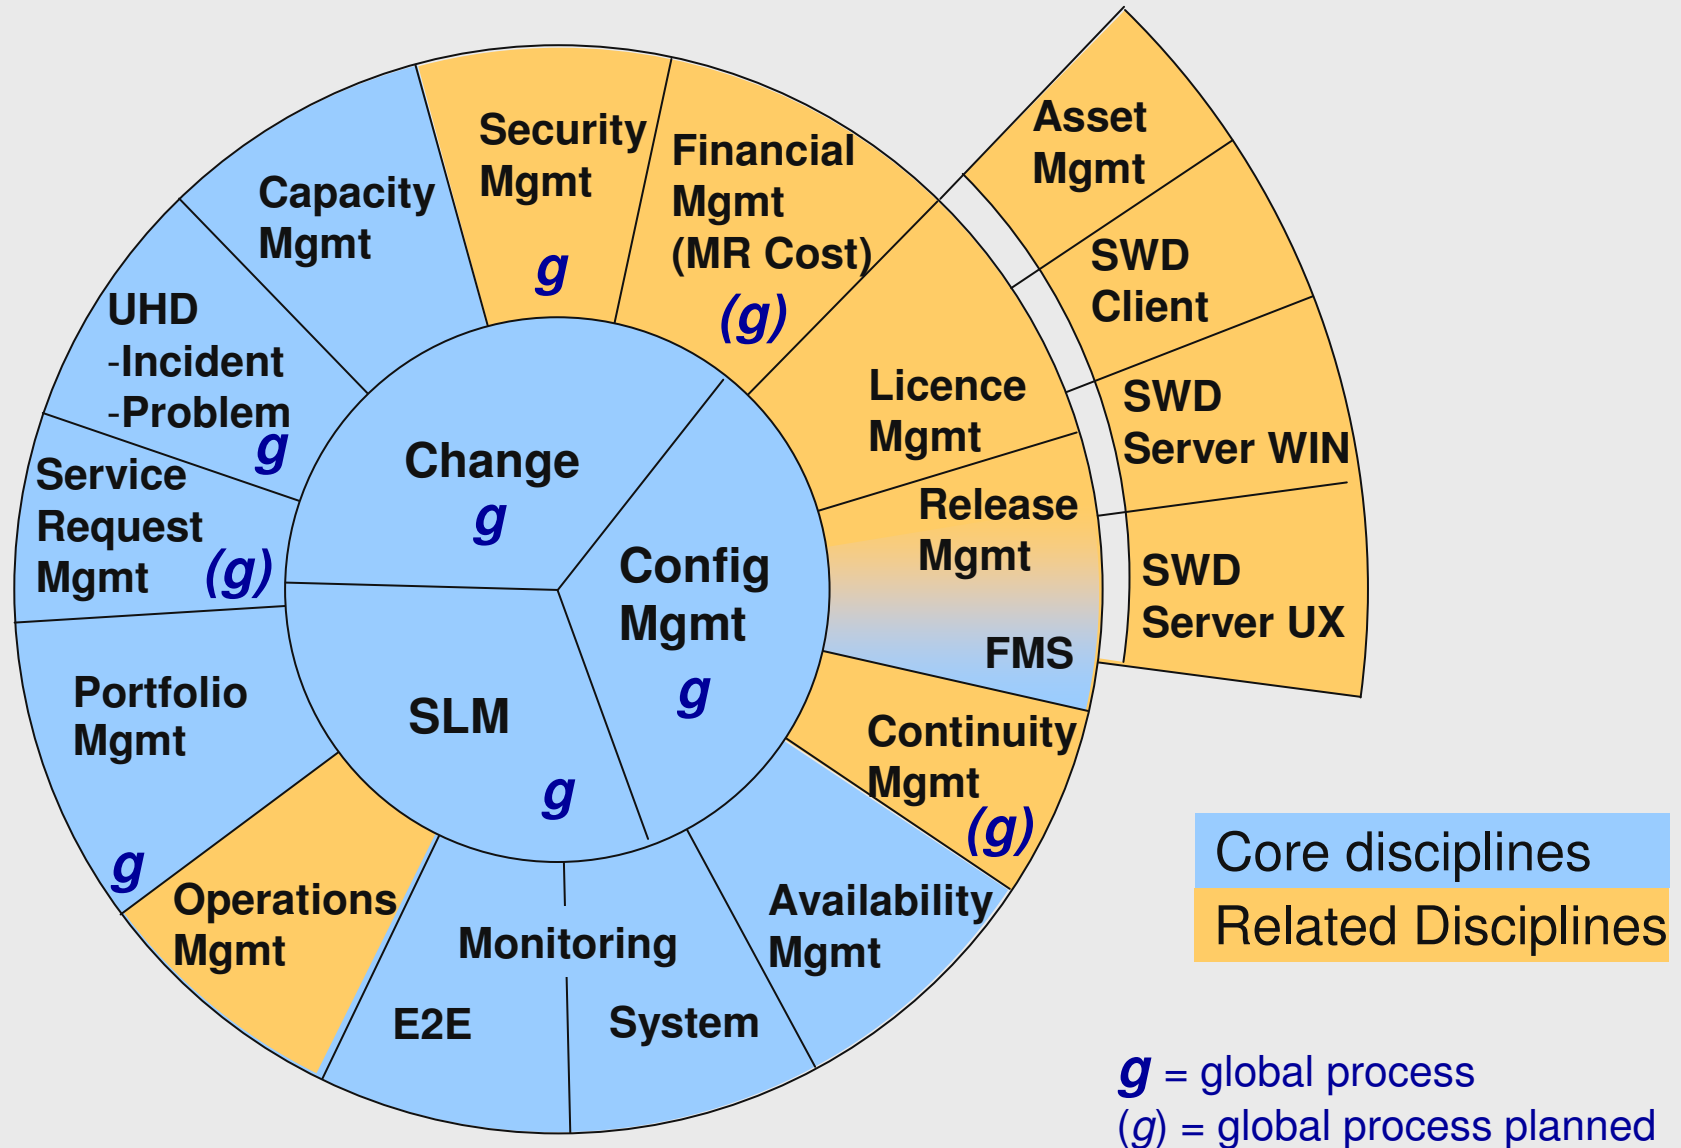 Security
Mgmt
g
Financial
Mgmt
(MR Cost)
(g)
Asset
Mgmt
SWD
Client
SWD
Server WIN
SWD
Server UX
Capacity
Mgmt
UHD
-Incident
-Problem
g
Service
Request
Mgmt
(g)
Portfolio
Mgmt
g
Operations
Mgmt
Monitoring
E2E
System
Availability
Mgmt
Continuity
Mgmt
(g)
Release
Mgmt
FMS
Licence
Mgmt
Change
g
Config
Mgmt
g
SLM
g
Core disciplines
Related Disciplines
g = global process
(g) = global process planned